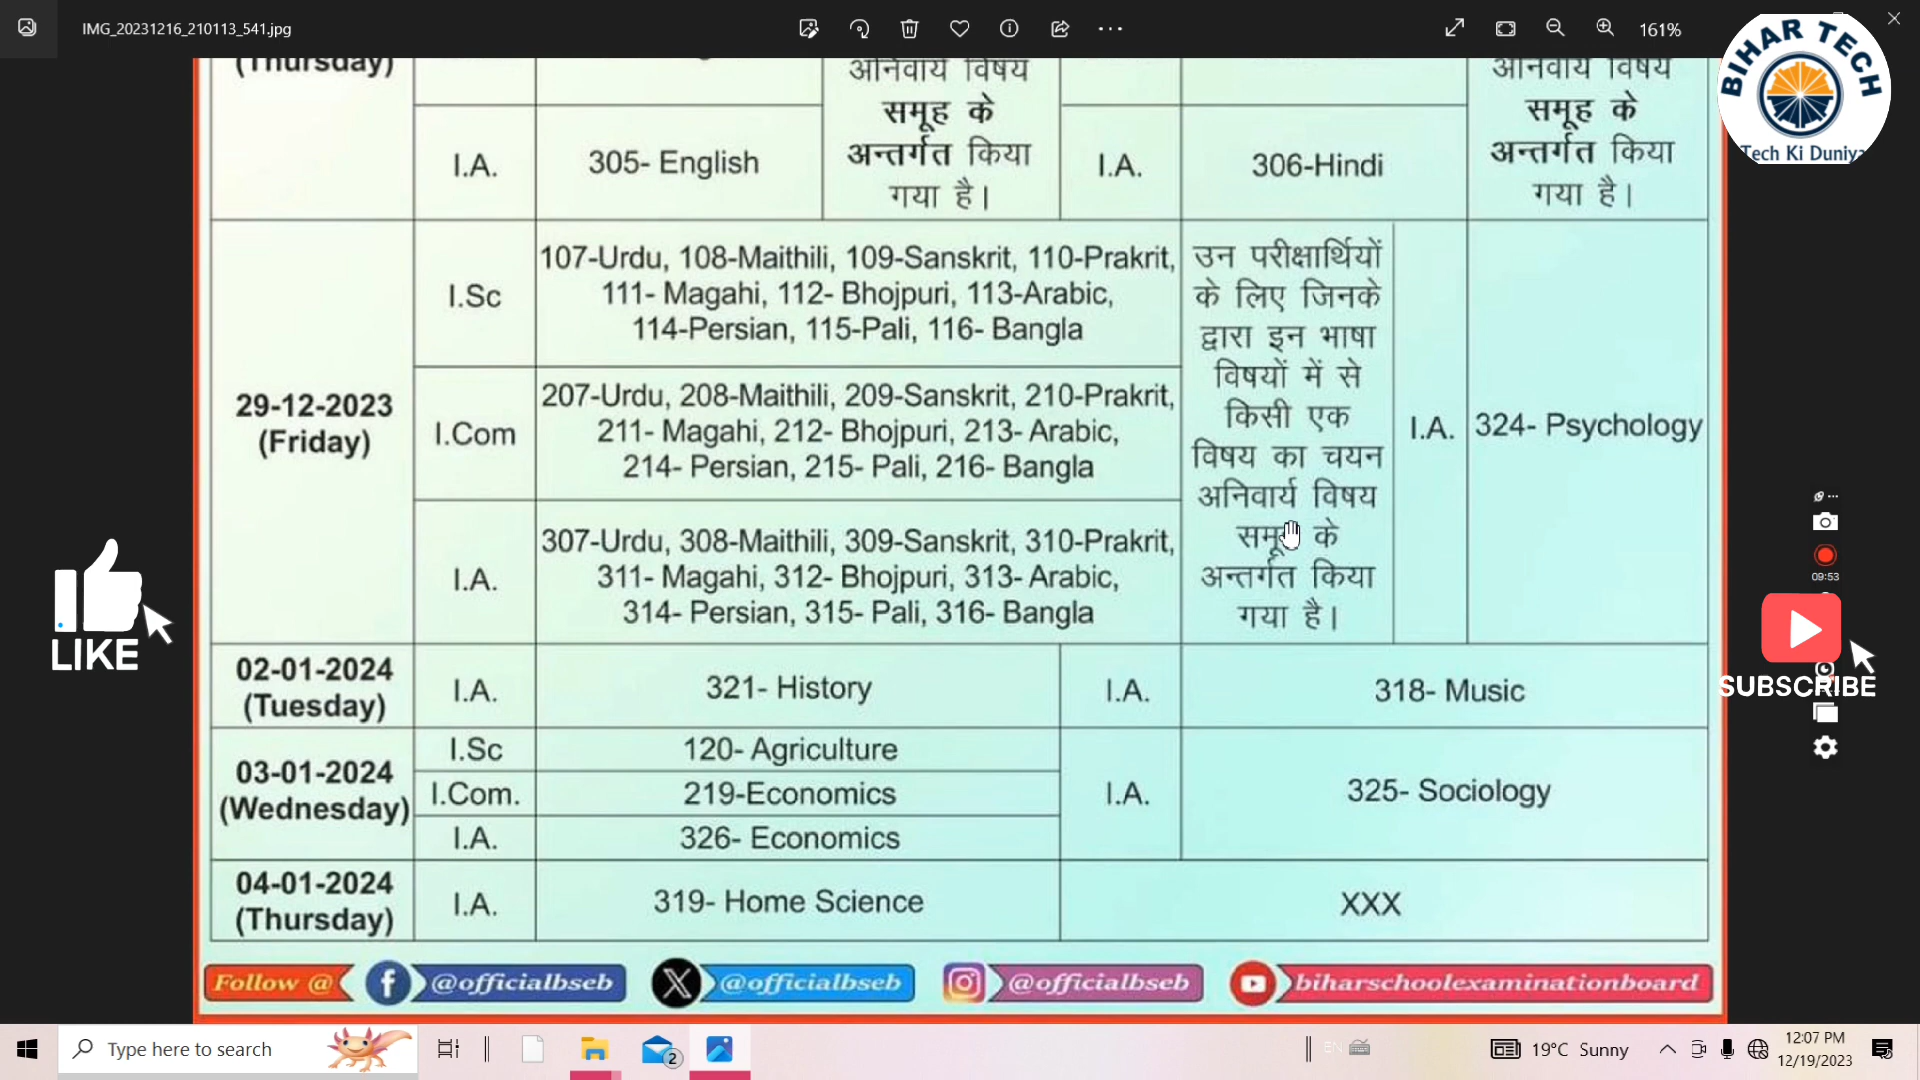 IMG_20231216_210113_541.jpg
161%
BIHAR TECH
Tech Ki Duniya
(Thursday)
अनिवार्य विषय
समूह के
अन्तर्गत किया
गया है।
I.A.
305- English
I.A.
306-Hindi
अनिवार्य विषय
समूह के
अन्तर्गत किया
गया है।
29-12-2023
(Friday)
I.Sc
107-Urdu, 108-Maithili, 109-Sanskrit, 110-Prakrit,
111- Magahi, 112- Bhojpuri, 113-Arabic,
114-Persian, 115-Pali, 116- Bangla
I.Com
207-Urdu, 208-Maithili, 209-Sanskrit, 210-Prakrit,
211- Magahi, 212- Bhojpuri, 213- Arabic,
214- Persian, 215- Pali, 216- Bangla
I.A.
307-Urdu, 308-Maithili, 309-Sanskrit, 310-Prakrit,
311- Magahi, 312- Bhojpuri, 313- Arabic,
314- Persian, 315- Pali, 316- Bangla
उन परीक्षार्थियों
के लिए जिनके
द्वारा इन भाषा
विषयों में से
किसी एक
विषय का चयन
अनिवार्य विषय
समूह के
अन्तर्गत किया
गया है।
I.A.
324- Psychology
02-01-2024
(Tuesday)
I.A.
321- History
I.A.
318- Music
03-01-2024
(Wednesday)
I.Sc
120- Agriculture
I.Com.
219-Economics
I.A.
326- Economics
I.A.
325- Sociology
04-01-2024
(Thursday)
I.A.
319- Home Science
XXX
LIKE
09:53
SUBSCRIBE
Follow @
@officialbseb
@officialbseb
@officialbseb
biharschoolexaminationboard
Type here to search
2
EN
19°C Sunny
12:07 PM
12/19/2023